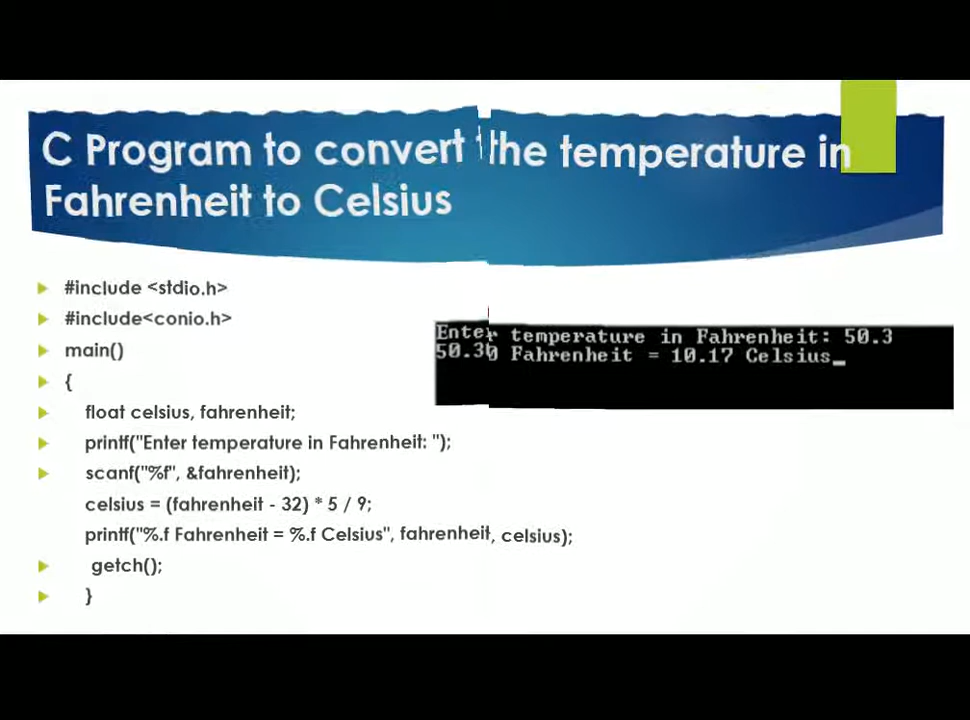 C Program to convert the temperature in
Fahrenheit to Celsius
#include <stdio.h>
#include<conio.h>
main()
{
float celsius, fahrenheit;
printf("Enter temperature in Fahrenheit: ");
scanf("%f", &fahrenheit);
celsius = (fahrenheit - 32) * 5 / 9;
printf("%.f Fahrenheit = %.f Celsius", fahrenheit, celsius);
getch();
}
Enter temperature in Fahrenheit: 50.3
50.30 Fahrenheit = 10.17 Celsius_